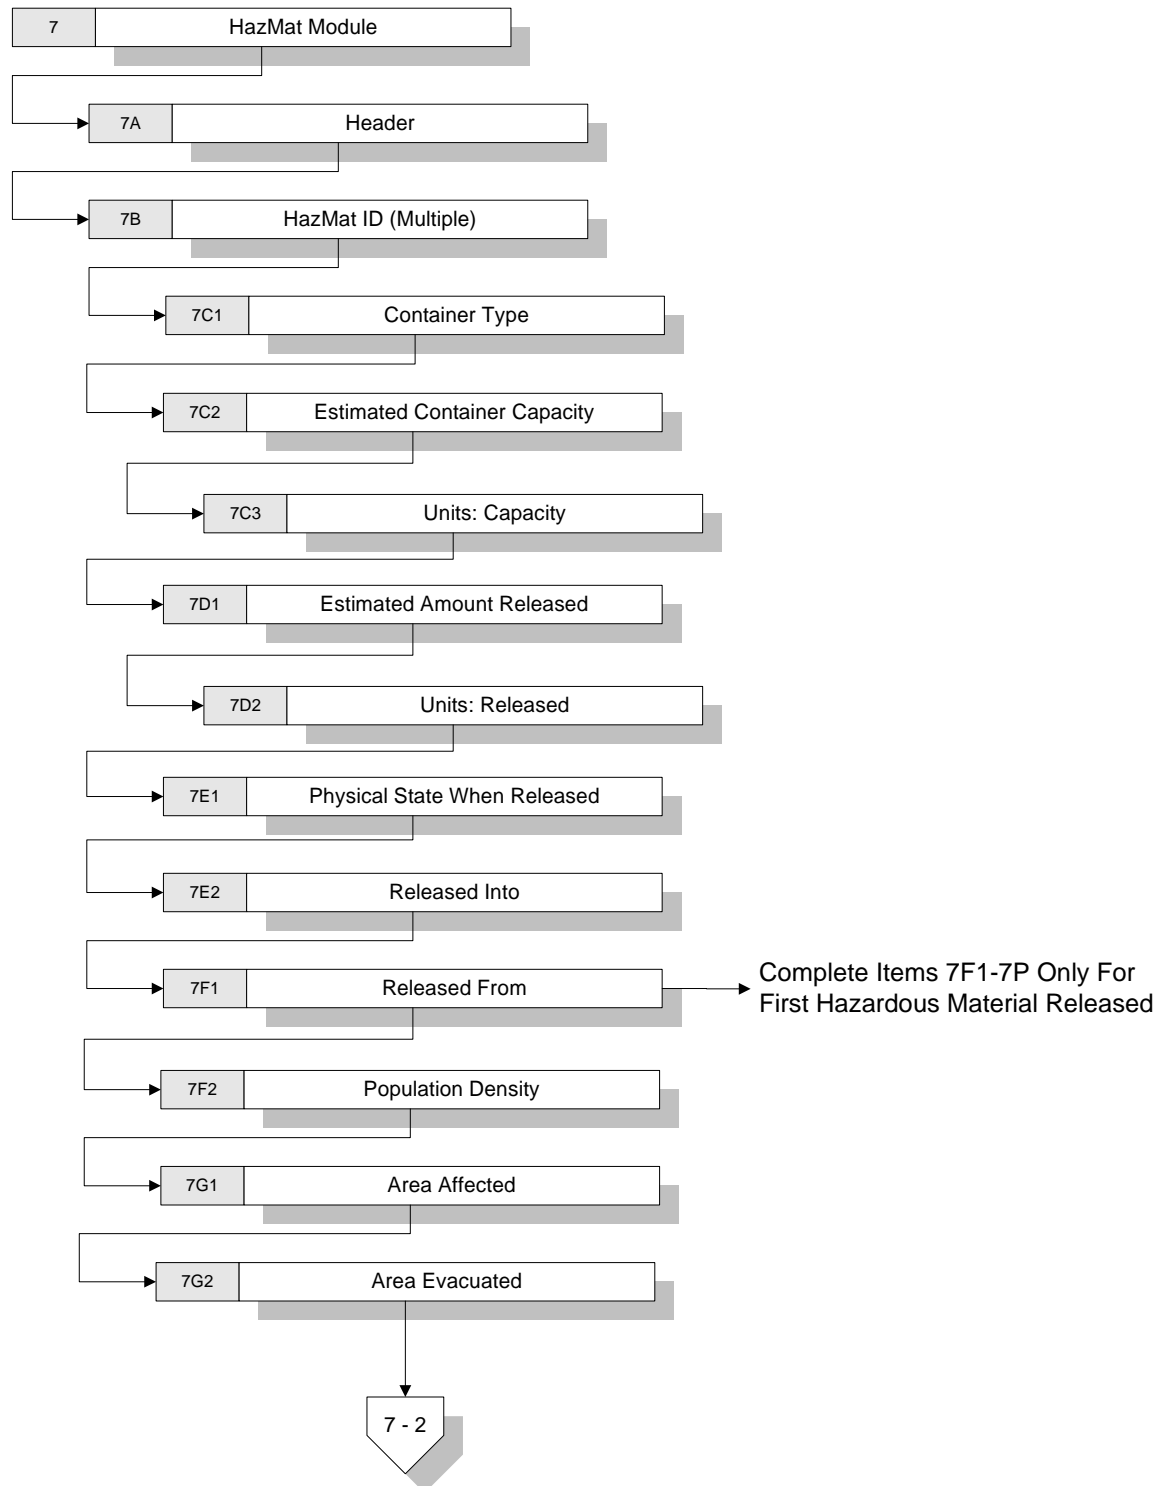 7 HazMat Module
7A Header
7B HazMat ID (Multiple)
7C1 Container Type
7C2 Estimated Container Capacity
7C3 Units: Capacity
7D1 Estimated Amount Released
7D2 Units: Released
7E1 Physical State When Released
7E2 Released Into
7F1 Released From
Complete Items 7F1-7P Only For
First Hazardous Material Released
7F2 Population Density
7G1 Area Affected
7G2 Area Evacuated
7 - 2